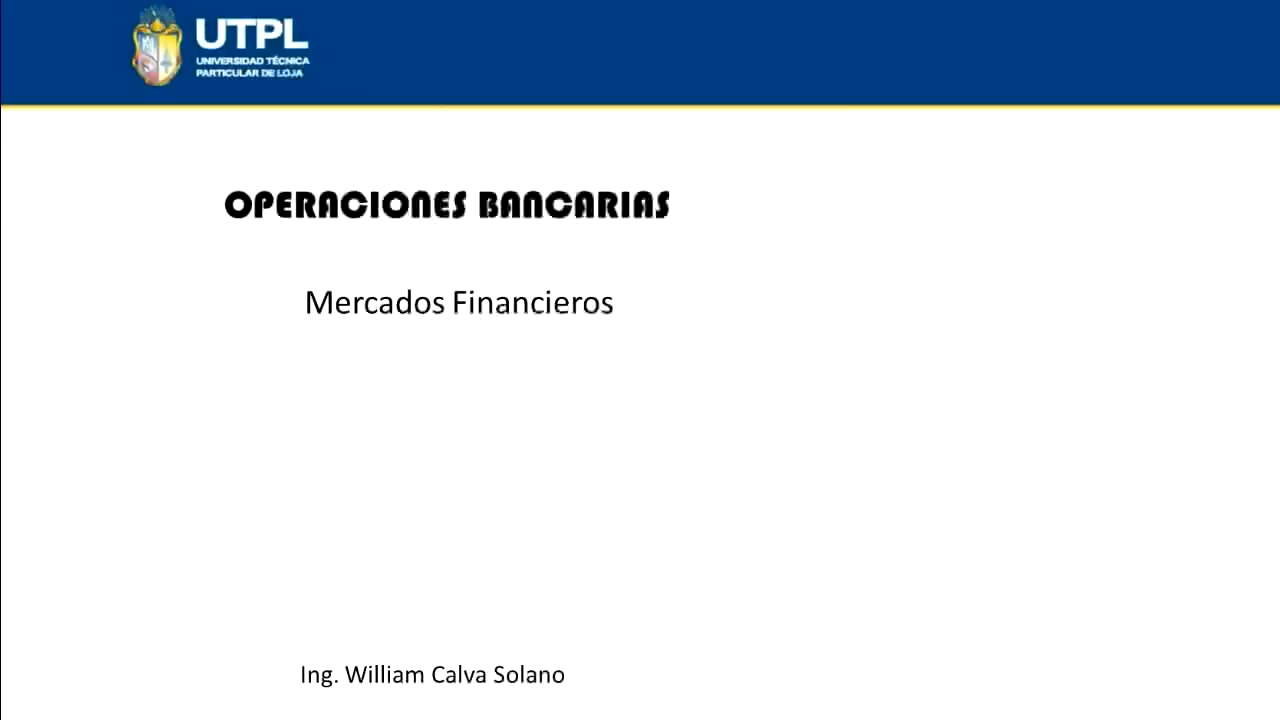 UTPL
UNIVERSIDAD TÉCNICA
PARTICULAR DE LOJA
OPERACIONES BANCARIAS
Mercados Financieros
Ing. William Calva Solano